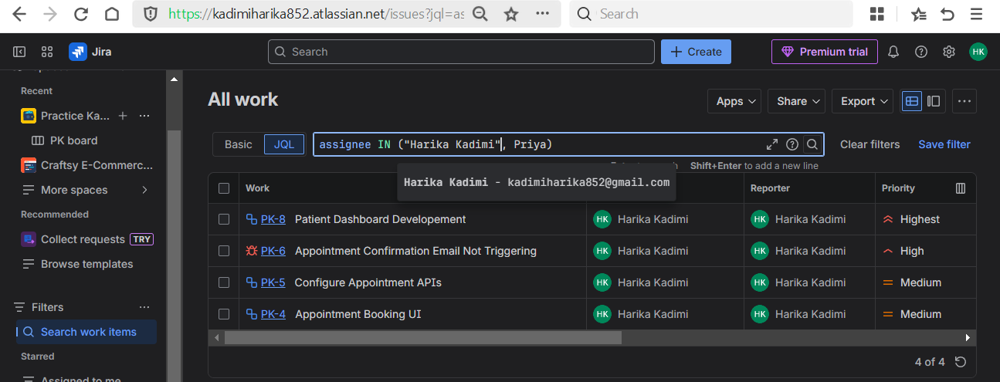 https://kadimiharika852.atlassian.net/issues?jql=as
Search
Jira
Search
Create
Premium trial
HK
Recent
Practice Ka...
PK board
Craftsy E-Commerc...
More spaces
Recommended
Collect requests TRY
Browse templates
Filters
Search work items
Starred
Assigned to me
All work
Apps
Share
Export
Basic
JQL
assignee IN ("Harika Kadimi", Priya)
Clear filters
Save filter
Shift+Enter to add a new line
Harika Kadimi - kadimiharika852@gmail.com
Work Reporter Priority
PK-8 Patient Dashboard Developement HK Harika Kadimi HK Harika Kadimi Highest
PK-6 Appointment Confirmation Email Not Triggering HK Harika Kadimi HK Harika Kadimi High
PK-5 Configure Appointment APIs HK Harika Kadimi HK Harika Kadimi Medium
PK-4 Appointment Booking UI HK Harika Kadimi HK Harika Kadimi Medium
4 of 4